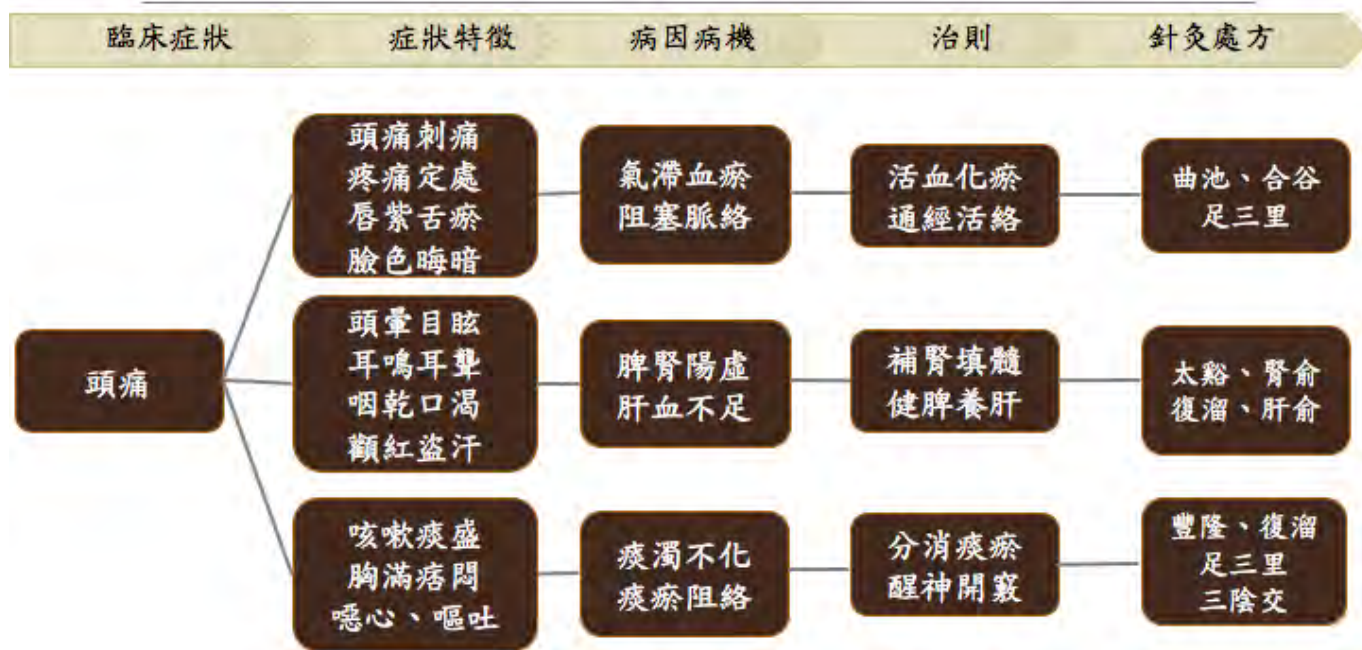 臨床症狀
症狀特徵
病因病機
治則
針灸處方
頭痛
頭痛刺痛
疼痛定處
唇紫舌瘀
臉色晦暗
氣滯血瘀
阻塞脈絡
活血化瘀
通經活絡
曲池、合谷
足三里
頭暈目眩
耳鳴耳聾
咽乾口渴
顴紅盜汗
脾腎陽虛
肝血不足
補腎填髓
健脾養肝
太谿、腎俞
復溜、肝俞
咳嗽痰盛
胸滿痞悶
噁心、嘔吐
痰濁不化
痰瘀阻絡
分消痰瘀
醒神開竅
豐隆、復溜
足三里
三陰交